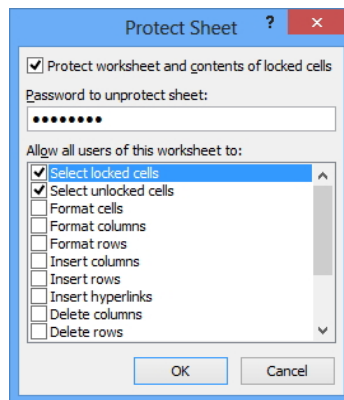 Protect Sheet ? ×
Protect worksheet and contents of locked cells
Password to unprotect sheet:
••••••••
Allow all users of this worksheet to:
Select locked cells
Select unlocked cells
Format cells
Format columns
Format rows
Insert columns
Insert rows
Insert hyperlinks
Delete columns
Delete rows
OK Cancel